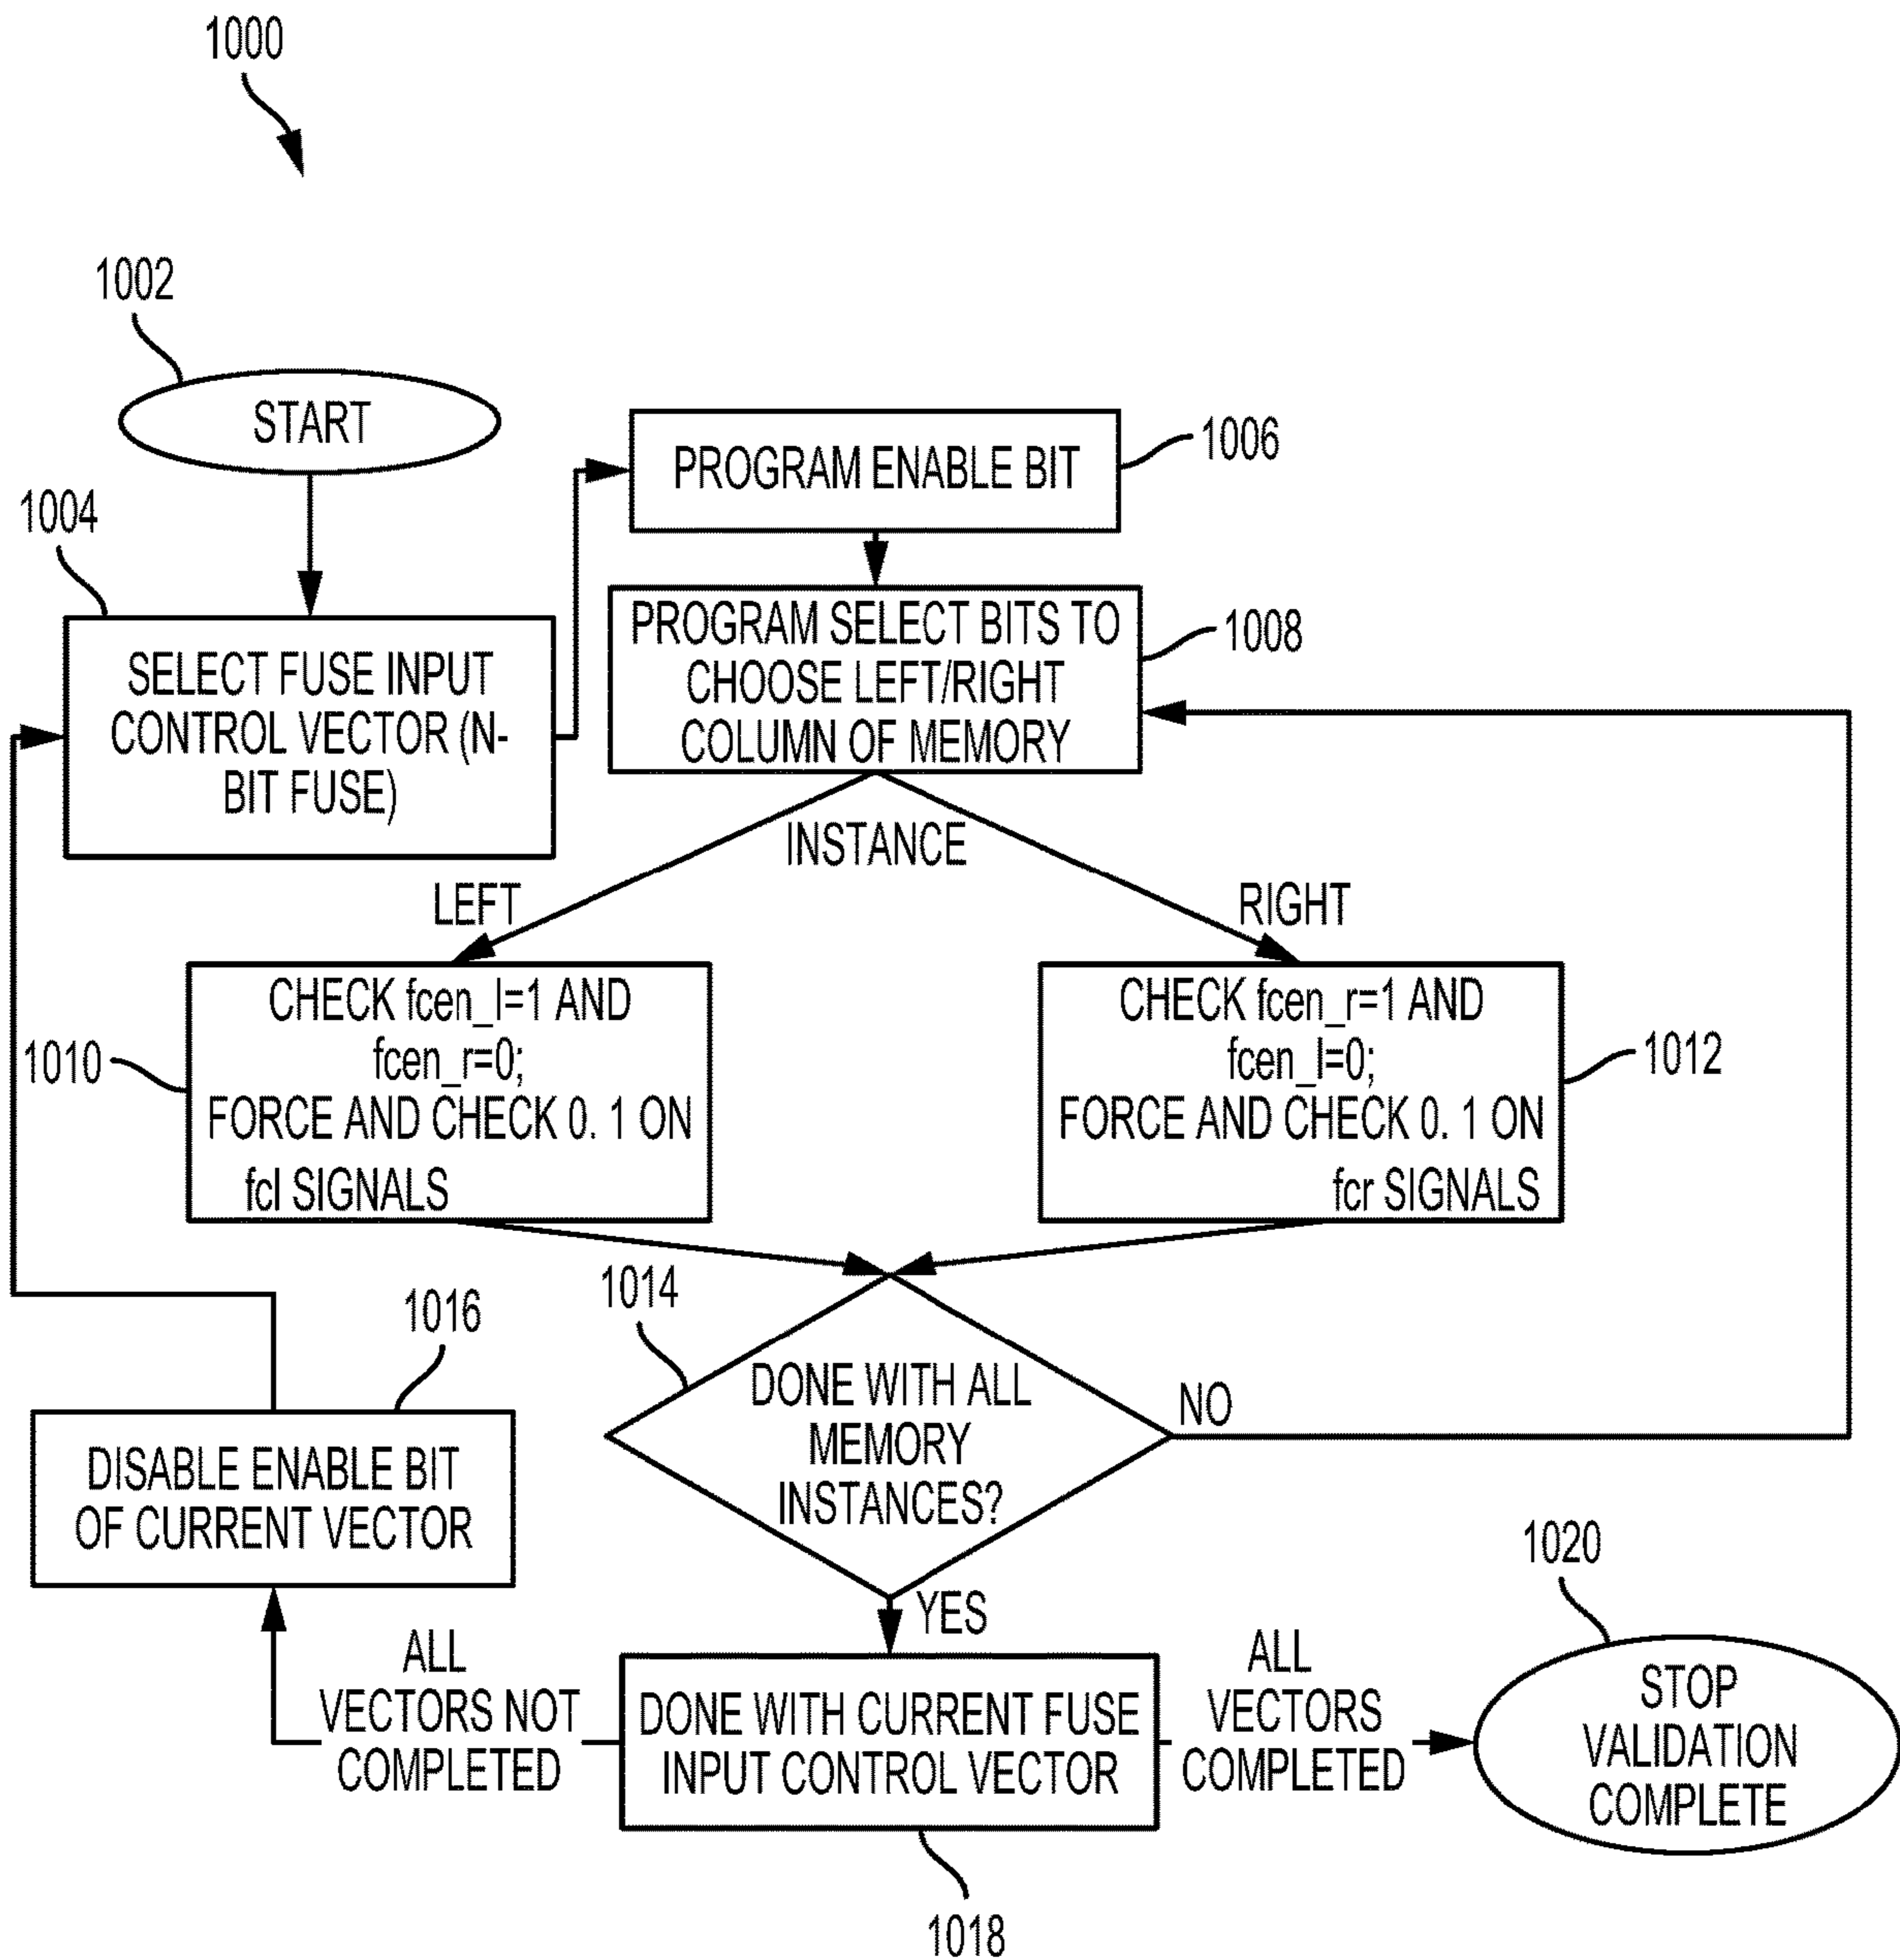 1000
1002
START
1004
SELECT FUSE INPUT
CONTROL VECTOR (N-
BIT FUSE)
PROGRAM ENABLE BIT
1006
PROGRAM SELECT BITS TO
CHOOSE LEFT/RIGHT
COLUMN OF MEMORY
1008
INSTANCE
LEFT
RIGHT
CHECK fcen_l=1 AND
fcen_r=0;
FORCE AND CHECK 0. 1 ON
fcl SIGNALS
1010
CHECK fcen_r=1 AND
fcen_l=0;
FORCE AND CHECK 0. 1 ON
fcr SIGNALS
1012
1014
DONE WITH ALL
MEMORY
INSTANCES?
NO
YES
1016
DISABLE ENABLE BIT
OF CURRENT VECTOR
ALL
VECTORS NOT
COMPLETED
DONE WITH CURRENT FUSE
INPUT CONTROL VECTOR
1018
ALL
VECTORS
COMPLETED
1020
STOP
VALIDATION
COMPLETE